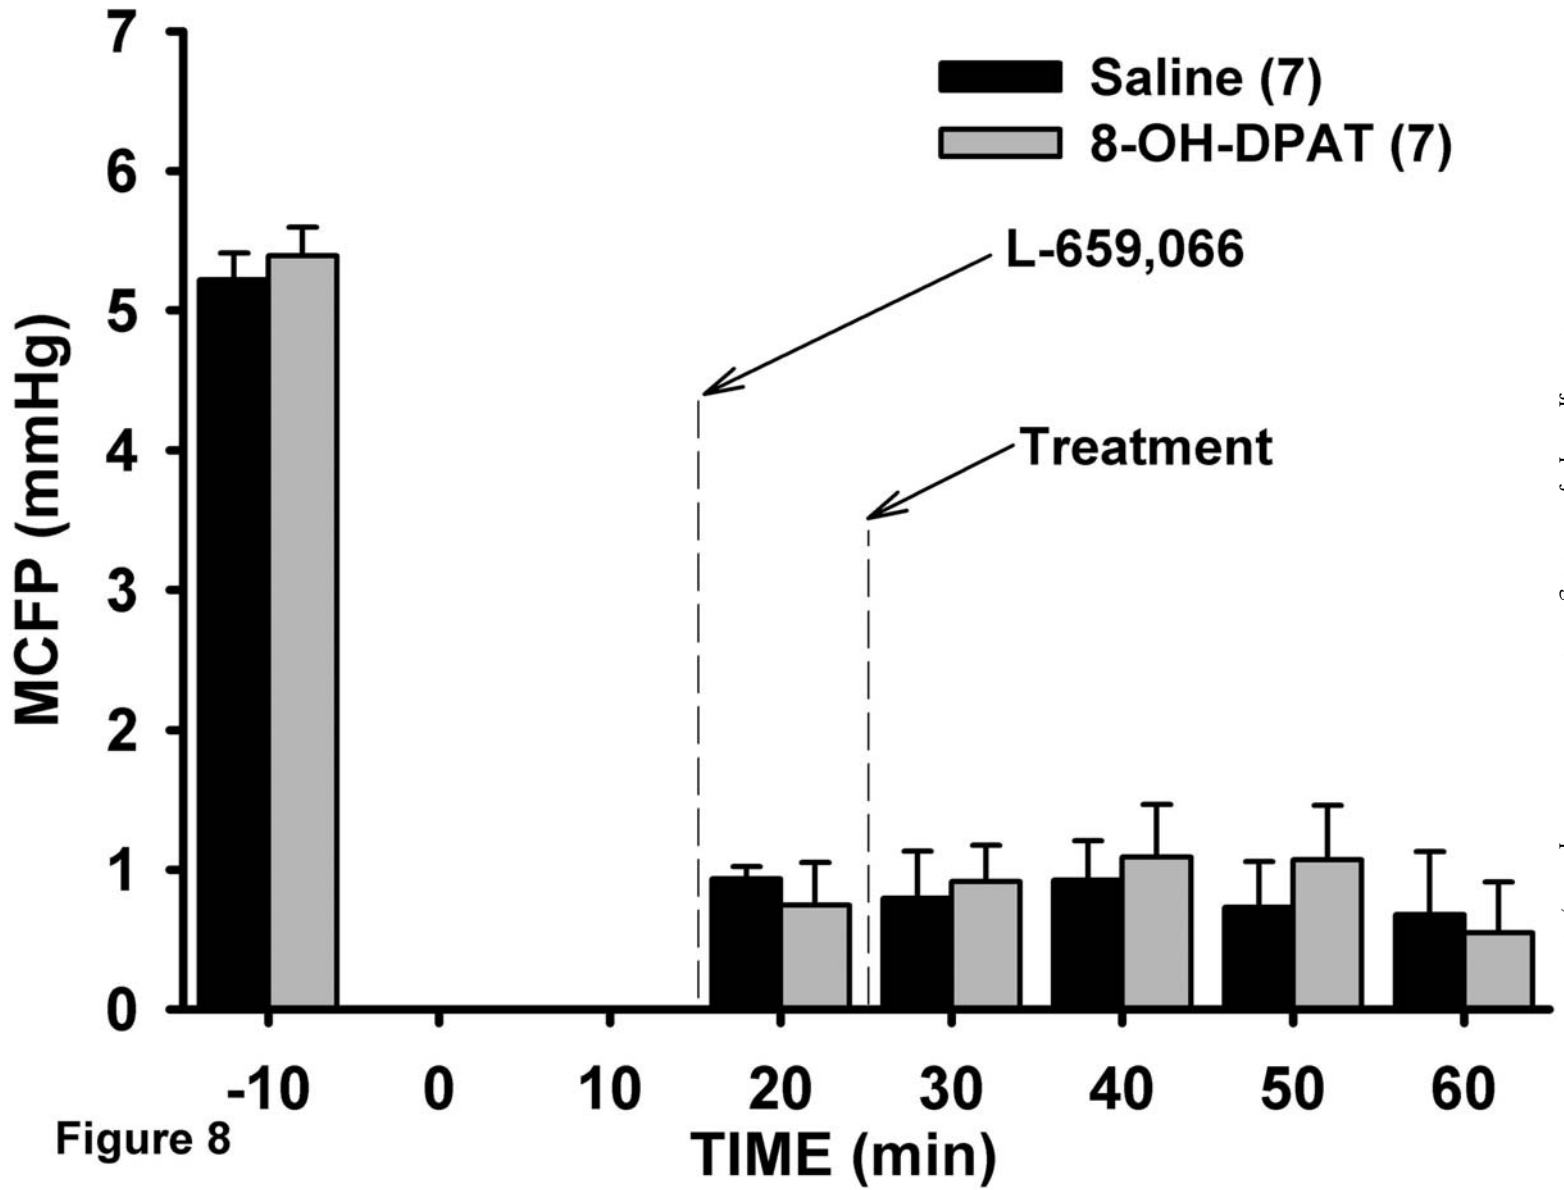 7
6
5
4
3
2
1
0
MCFP (mmHg)
Saline (7)
8-OH-DPAT (7)
L-659,066
Treatment
-10 0 10 20 30 40 50 60
TIME (min)
Figure 8